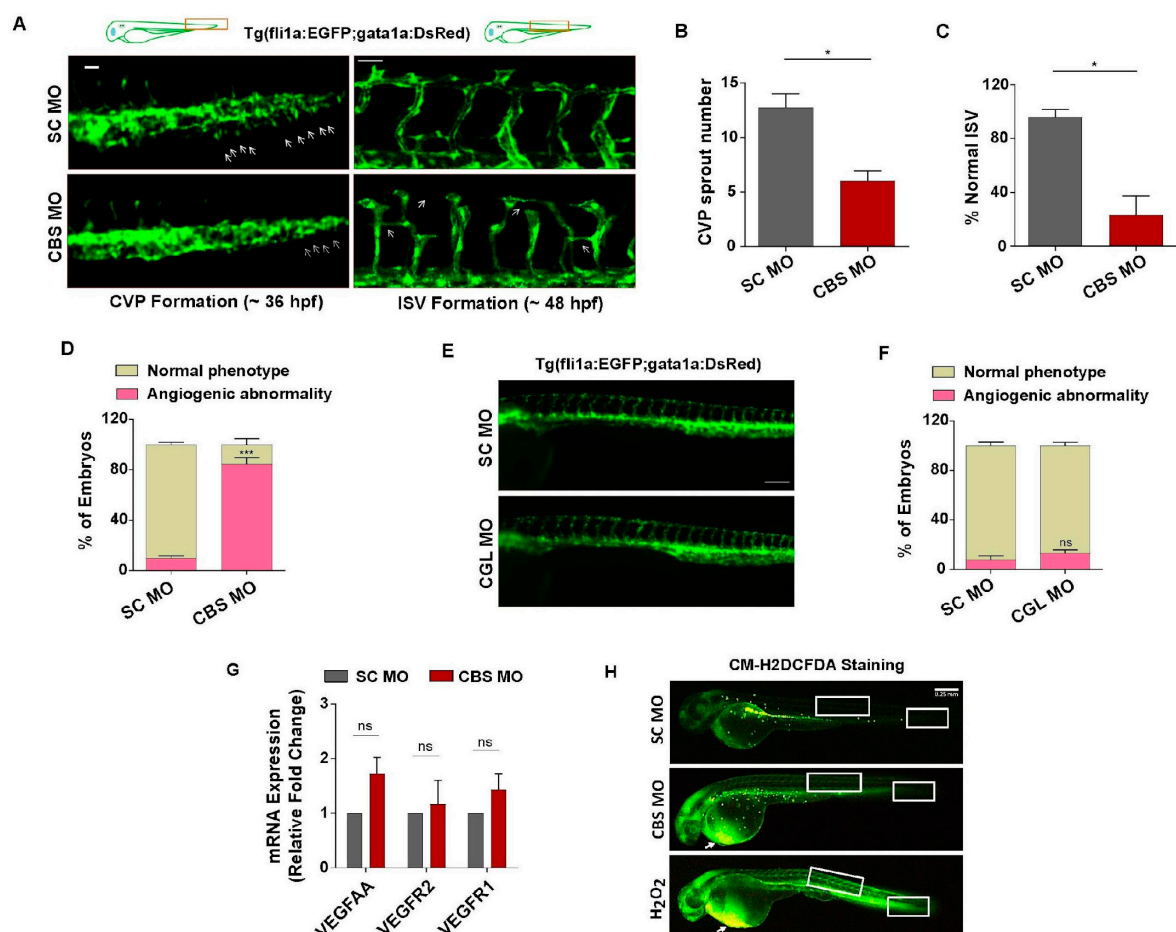 A
Tg(fli1a:EGFP;gata1a:DsRed)
SC MO
CBS MO
CVP Formation (~ 36 hpf)
ISV Formation (~ 48 hpf)
B
*
CVP sprout number
15
10
5
0
SC MO
CBS MO
C
*
% Normal ISV
120
80
40
0
SC MO
CBS MO
D
Normal phenotype
Angiogenic abnormality
% of Embryos
120
80
40
0
***
SC MO
CBS MO
E
Tg(fli1a:EGFP;gata1a:DsRed)
SC MO
CGL MO
F
Normal phenotype
Angiogenic abnormality
% of Embryos
120
80
40
0
ns
SC MO
CGL MO
G
SC MO
CBS MO
mRNA Expression
(Relative Fold Change)
3
2
1
0
ns
ns
ns
VEGFAA
VEGFR2
VEGFR1
H
CM-H2DCFDA Staining
SC MO
0.25 mm
CBS MO
H2O2